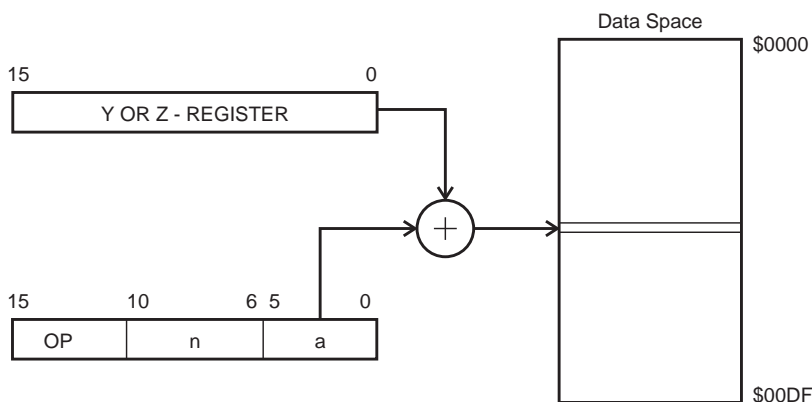 Data Space
$0000
15 0
Y OR Z - REGISTER
+
15 10 6 5 0
OP n a
$00DF